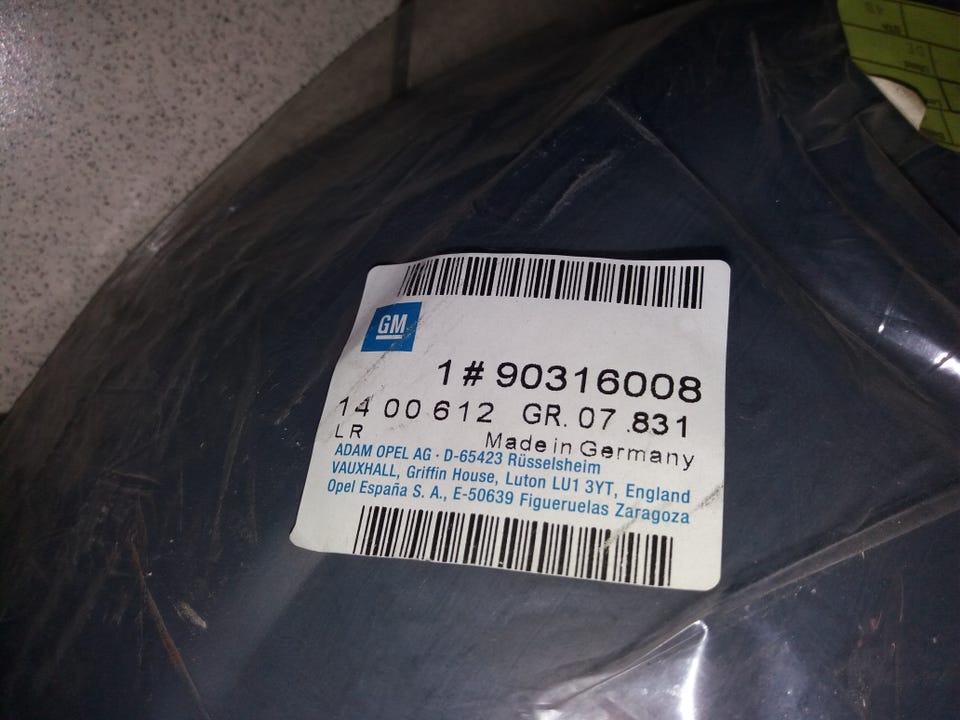 GM
1 # 90316008
14 00 612 GR. 07 .831
LR Made in Germany
ADAM OPEL AG · D-65423 Rüsselsheim
VAUXHALL, Griffin House, Luton LU1 3YT, England
Opel España S. A., E-50639 Figueruelas Zaragoza